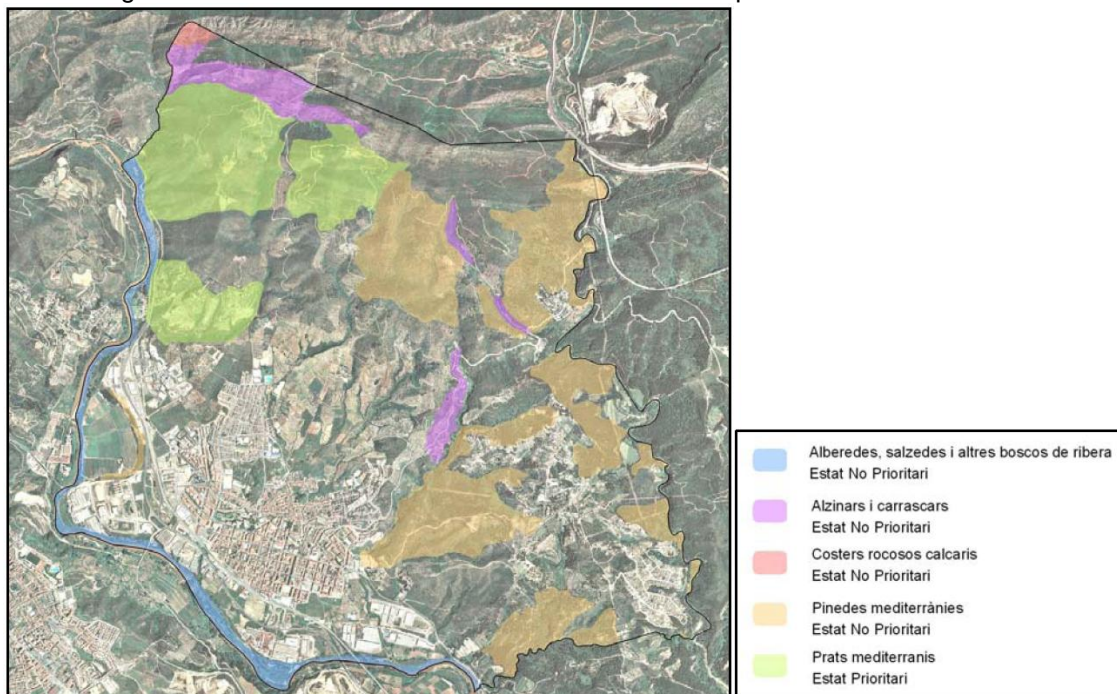 Alberedes, salzedes i altres boscos de ribera
Estat No Prioritari
Alzinars i carrascars
Estat No Prioritari
Costers rocosos calcaris
Estat No Prioritari
Pinedes mediterrànies
Estat No Prioritari
Prats mediterranis
Estat Prioritari